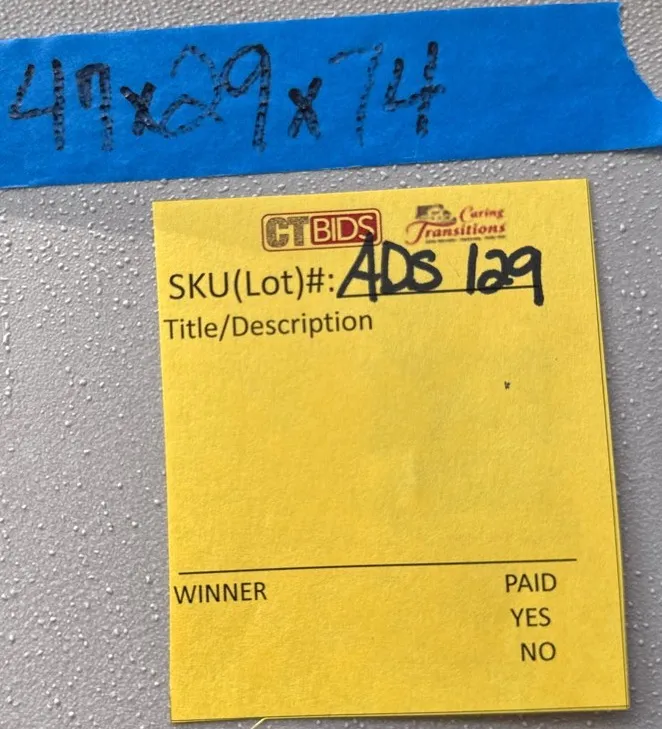 47x29x74
CTBIDS
Caring
Transitions
SKU(Lot)#: ADS 129
Title/Description
WINNER
PAID
YES
NO